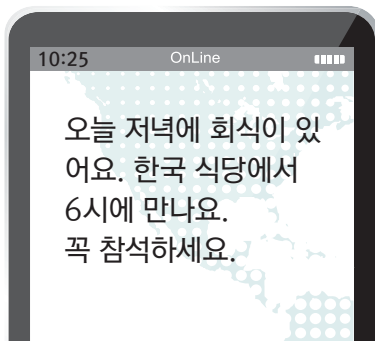 10:25 OnLine
오늘 저녁에 회식이 있
어요. 한국 식당에서
6시에 만나요.
꼭 참석하세요.